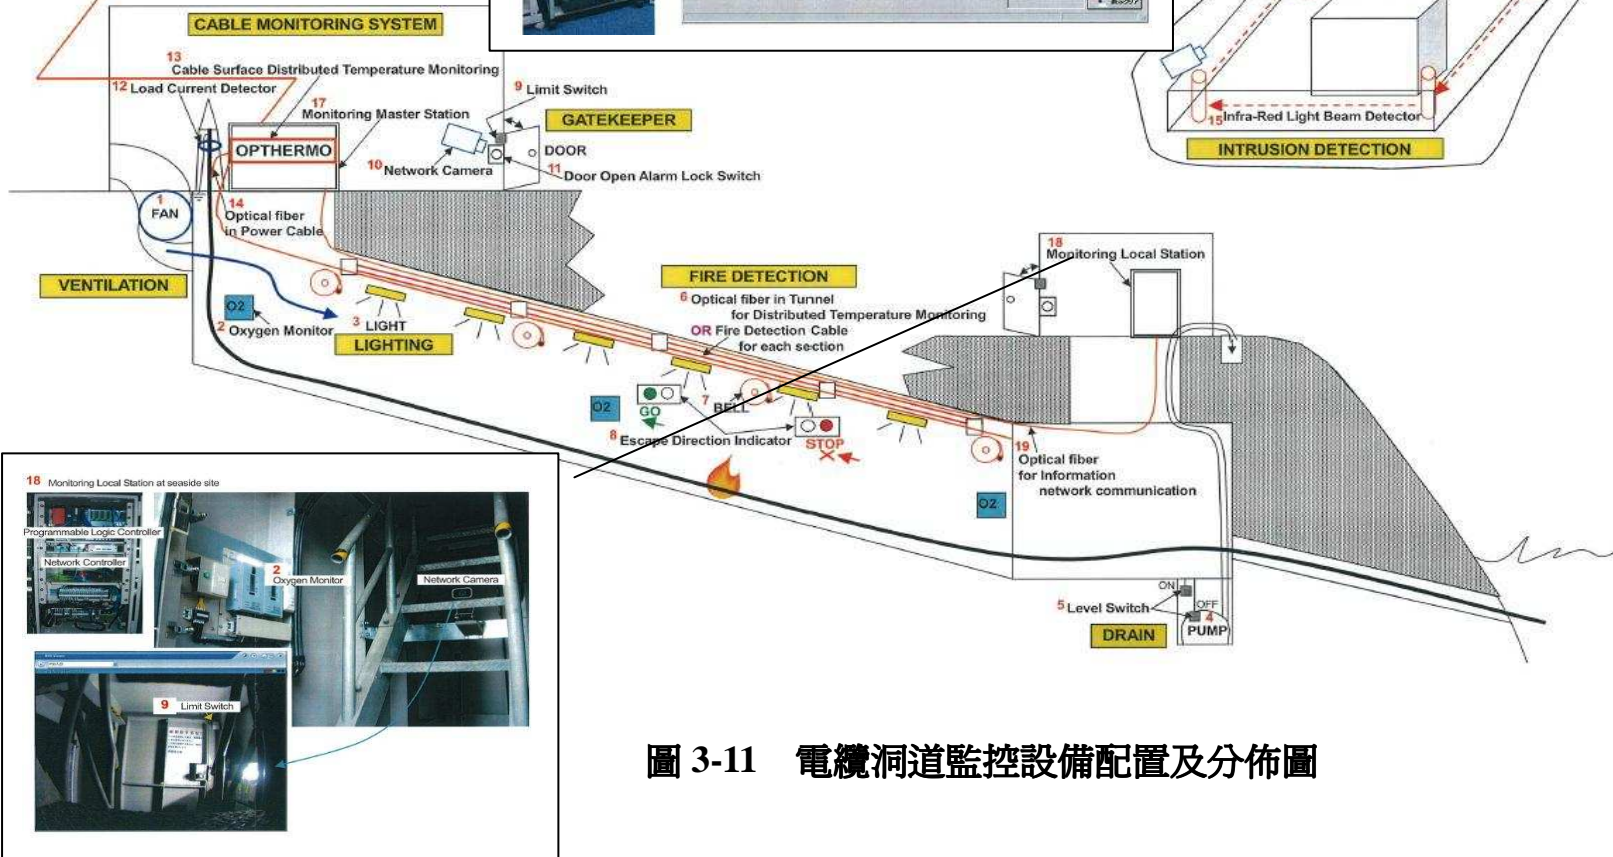 CABLE MONITORING SYSTEM
13
Cable Surface Distributed Temperature Monitoring
12 Load Current Detector
17
Monitoring Master Station
OPTHERMO
9 Limit Switch
GATEKEEPER
DOOR
10 Network Camera
11 Door Open Alarm Lock Switch
15 Infra-Red Light Beam Detector
INTRUSION DETECTION
1
FAN
14
Optical fiber
in Power Cable
VENTILATION
O2
2 Oxygen Monitor
3 LIGHT
LIGHTING
FIRE DETECTION
6 Optical fiber in Tunnel
for Distributed Temperature Monitoring
OR Fire Detection Cable
for each section
18
Monitoring Local Station
O2
GO
7 BELL
8 Escape Direction Indicator
STOP
19
Optical fiber
for Information
network communication
O2
ON
5 Level Switch
OFF
4
PUMP
DRAIN
18 Monitoring Local Station at seaside site
Programmable Logic Controller
Network Controller
2
Oxygen Monitor
Network Camera
9 Limit Switch
圖 3-11 電纜洞道監控設備配置及分佈圖